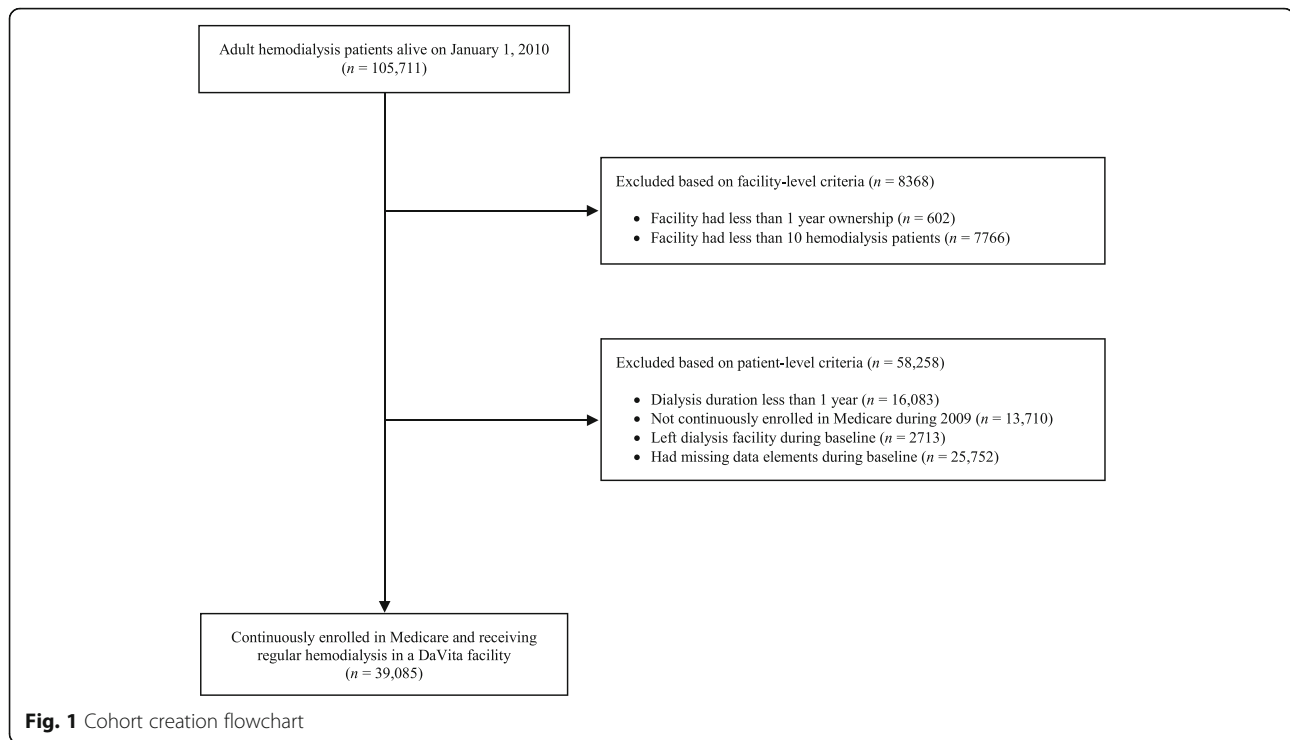 Adult hemodialysis patients alive on January 1, 2010
(n = 105,711)
Excluded based on facility-level criteria (n = 8368)
• Facility had less than 1 year ownership (n = 602)
• Facility had less than 10 hemodialysis patients (n = 7766)
Excluded based on patient-level criteria (n = 58,258)
• Dialysis duration less than 1 year (n = 16,083)
• Not continuously enrolled in Medicare during 2009 (n = 13,710)
• Left dialysis facility during baseline (n = 2713)
• Had missing data elements during baseline (n = 25,752)
Continuously enrolled in Medicare and receiving
regular hemodialysis in a DaVita facility
(n = 39,085)
Fig. 1 Cohort creation flowchart